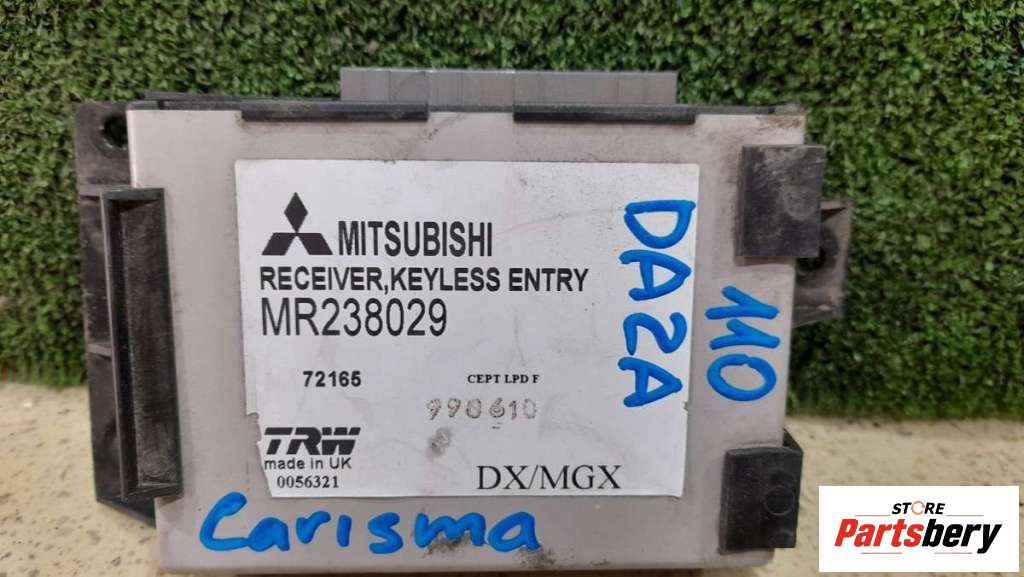 MITSUBISHI
RECEIVER,KEYLESS ENTRY
MR238029
72165
CEPT LPD F
990610
TRW
made in UK
0056321
DX/MGX
DA2A
110
Carisma
STORE
Partsbery